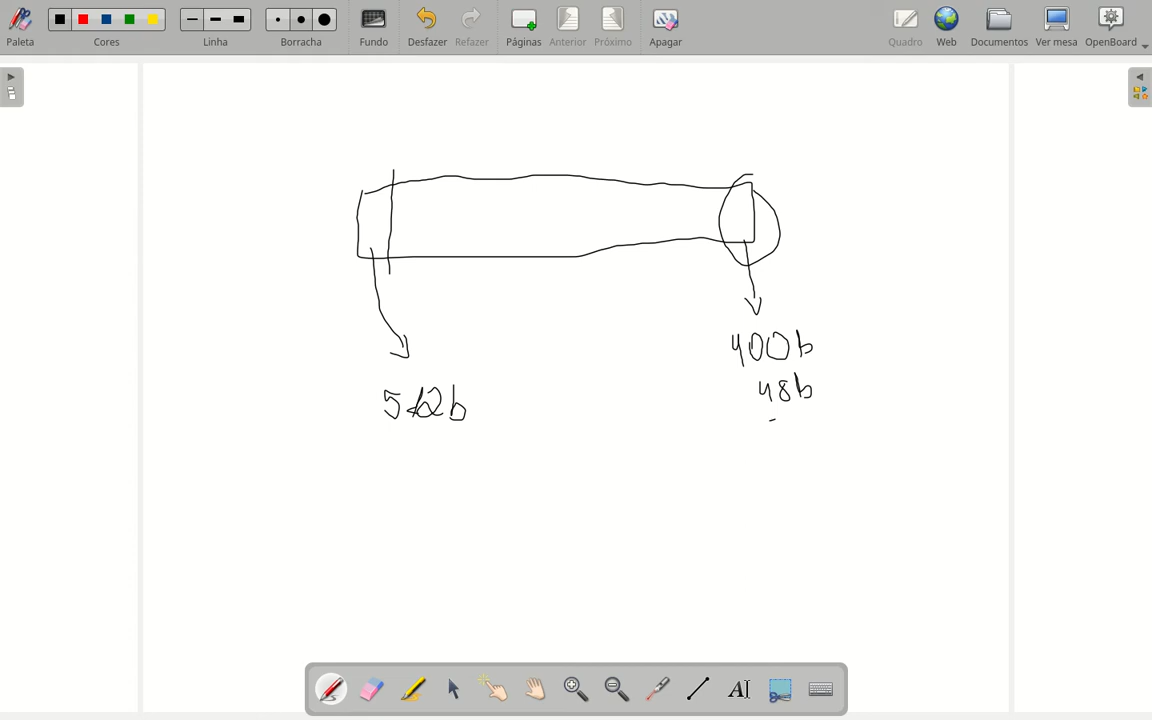 Paleta
Cores
Linha
Borracha
Fundo
Desfazer
Refazer
Páginas
Anterior
Próximo
Apagar
Quadro
Web
Documentos
Ver mesa
OpenBoard
400b
48b
512b